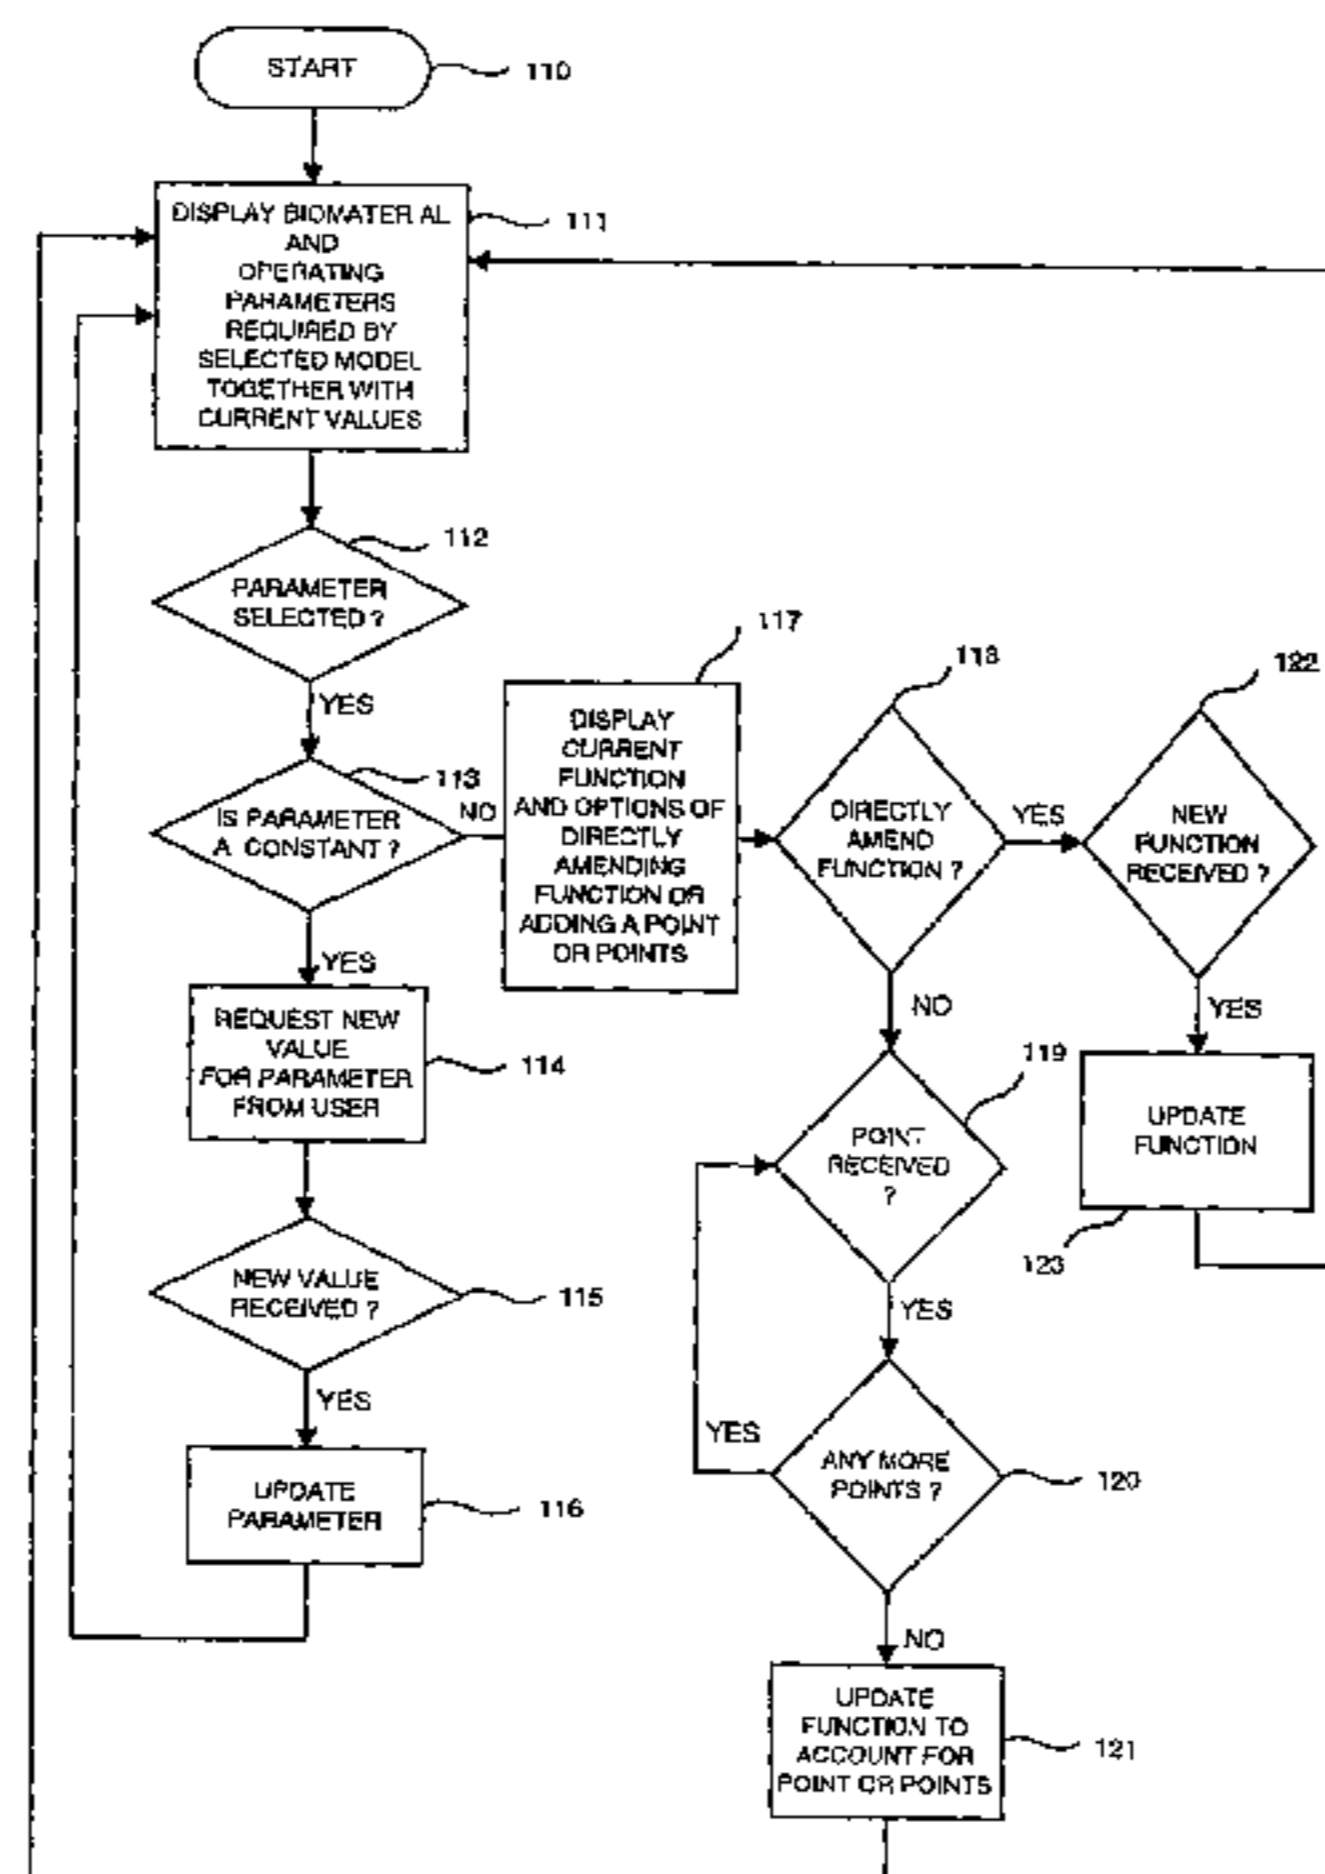 START
110
DISPLAY BIOMATER AL
AND
OPERATING
PARAMETERS
REQUIRED BY
SELECTED MODEL
TOGETHER WITH
CURRENT VALUES
111
PARAMETER
SELECTED ?
112
YES
IS PARAMETER
A CONSTANT ?
113
NO
YES
REQUEST NEW
VALUE
FOR PARAMETER
FROM USER
114
NEW VALUE
RECEIVED ?
115
YES
UPDATE
PARAMETER
116
117
DISPLAY
CURRENT
FUNCTION
AND OPTIONS OF
DIRECTLY
AMENDING
FUNCTION OR
ADDING A POINT
OR POINTS
118
DIRECTLY
AMEND
FUNCTION ?
YES
NO
119
POINT
RECEIVED
?
YES
ANY MORE
POINTS ?
120
YES
NO
UPDATE
FUNCTION TO
ACCOUNT FOR
POINT OR POINTS
121
122
NEW
FUNCTION
RECEIVED ?
YES
UPDATE
FUNCTION
123